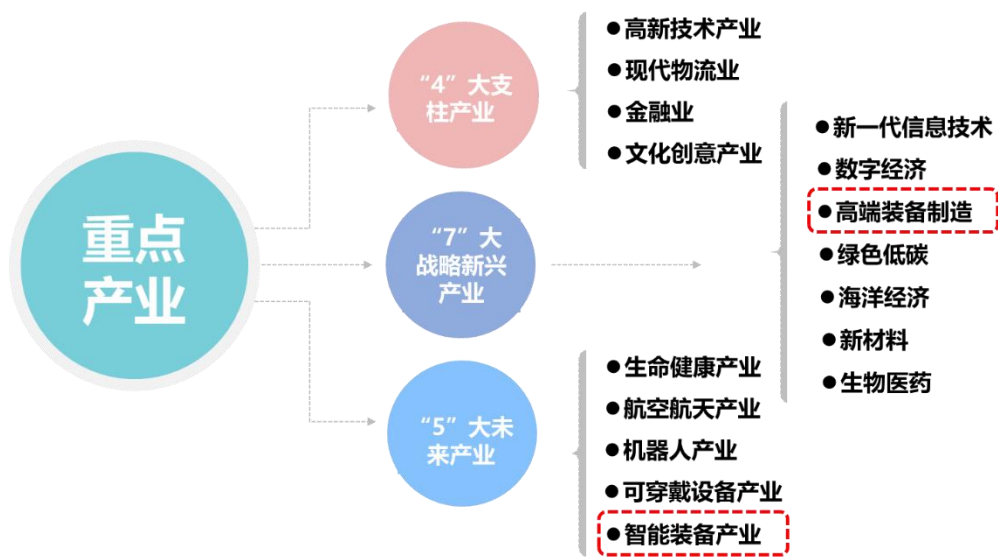 重点
产业
“4”大支
柱产业
●高新技术产业
●现代物流业
●金融业
●文化创意产业
“7”大
战略新兴
产业
●新一代信息技术
●数字经济
●高端装备制造
●绿色低碳
●海洋经济
●新材料
●生物医药
“5”大未
来产业
●生命健康产业
●航空航天产业
●机器人产业
●可穿戴设备产业
●智能装备产业